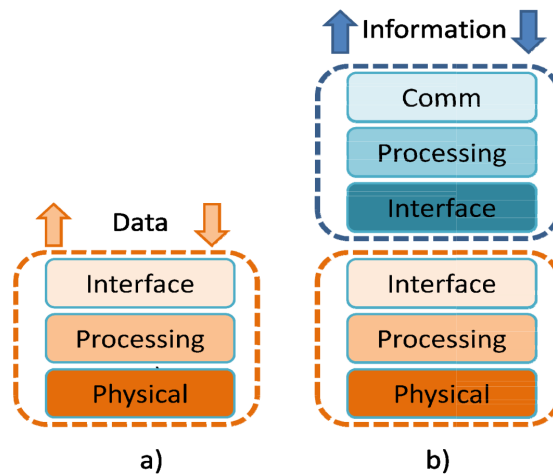 Data
Interface
Processing
Physical
a)
Information
Comm
Processing
Interface
Interface
Processing
Physical
b)